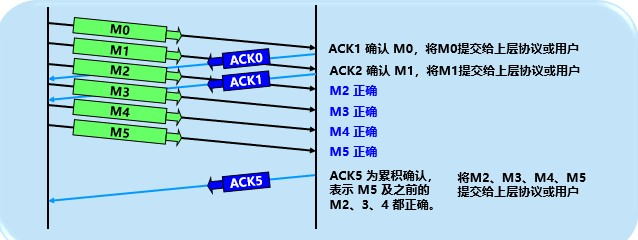 M0
M1
M2
M3
M4
M5
ACK0
ACK1
ACK5
ACK1 确认 M0，将M0提交给上层协议或用户
ACK2 确认 M1，将M1提交给上层协议或用户
M2 正确
M3 正确
M4 正确
M5 正确
ACK5 为累积确认，
表示 M5 及之前的
M2、3、4 都正确。
将M2、M3、M4、M5
提交给上层协议或用户